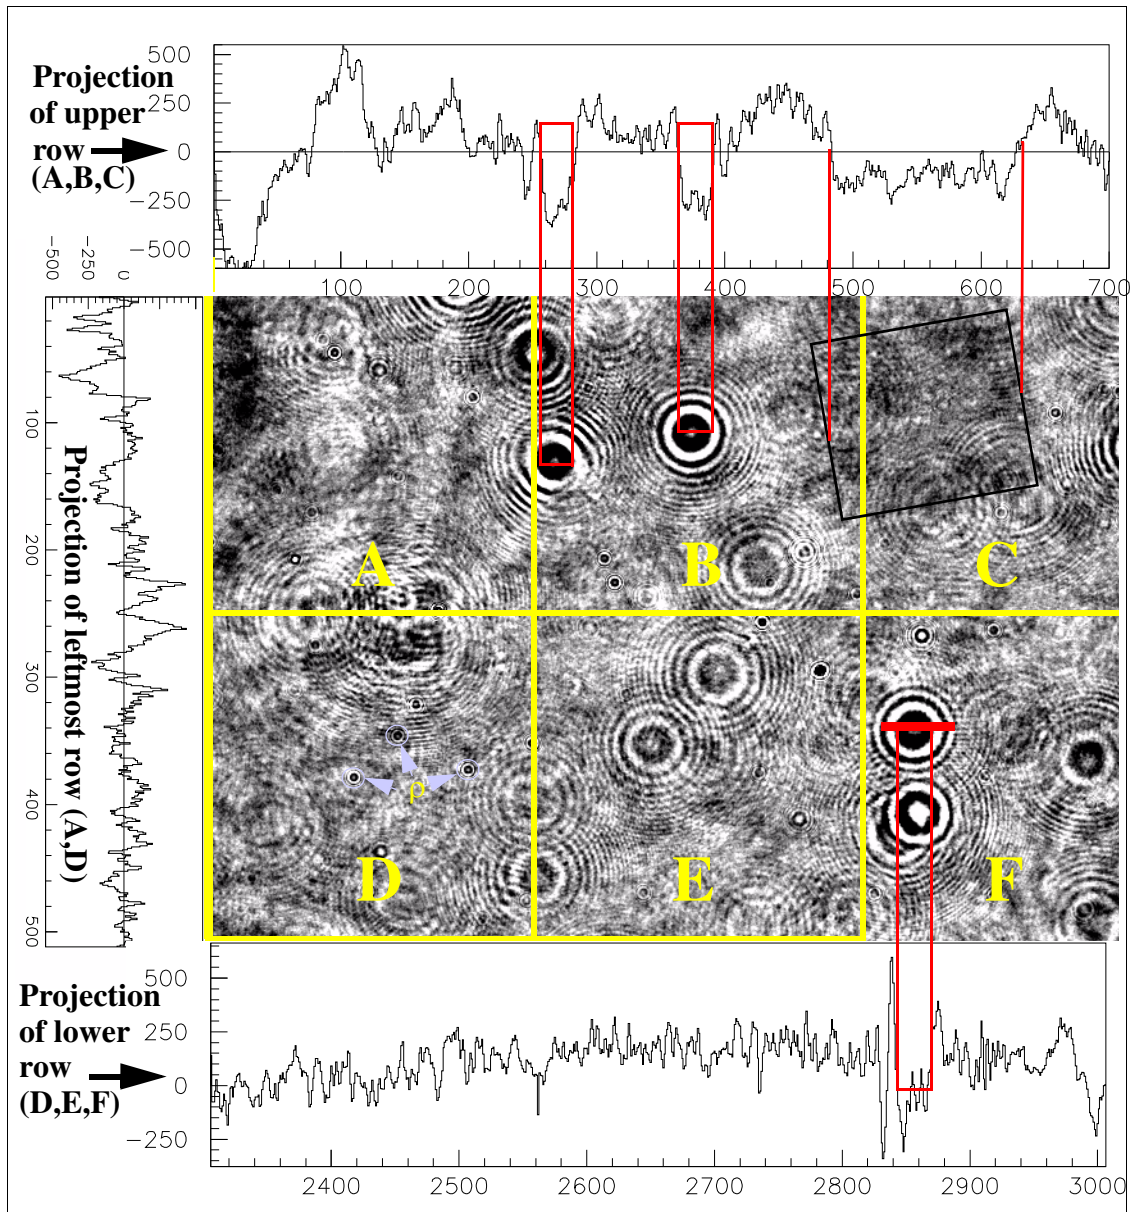 Projection
of upper
row
(A,B,C)
500
250
0
−250
−500
100
200
300
400
500
600
700
−500
−250
0
100
200
300
400
500
Projection of leftmost row (A,D)
A
B
C
D
E
F
ρ
Projection
of lower
row
(D,E,F)
500
250
0
−250
2400
2500
2600
2700
2800
2900
3000